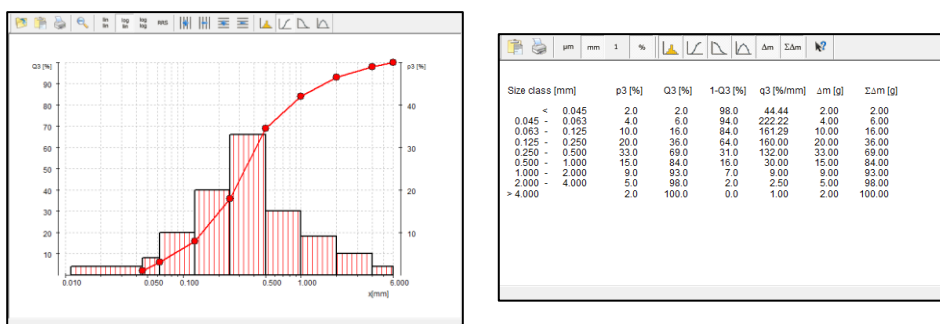 lin lin
log lin
log log
RRS
Q3 [%]
p3 [%]
90
80
70
60
50
40
30
20
10
40
30
20
10
0.010
0.050
0.100
0.500
1.000
6.000
x[mm]
µm mm 1 % Δm ΣΔm
Size class [mm] p3 [%] Q3 [%] 1-Q3 [%] q3 [%/mm] Δm [g] ΣΔm [g]
< 0.045 2.0 2.0 98.0 44.44 2.00 2.00
0.045 - 0.063 4.0 6.0 94.0 222.22 4.00 6.00
0.063 - 0.125 10.0 16.0 84.0 161.29 10.00 16.00
0.125 - 0.250 20.0 36.0 64.0 160.00 20.00 36.00
0.250 - 0.500 33.0 69.0 31.0 132.00 33.00 69.00
0.500 - 1.000 15.0 84.0 16.0 30.00 15.00 84.00
1.000 - 2.000 9.0 93.0 7.0 9.00 9.00 93.00
2.000 - 4.000 5.0 98.0 2.0 2.50 5.00 98.00
> 4.000 2.0 100.0 0.0 1.00 2.00 100.00